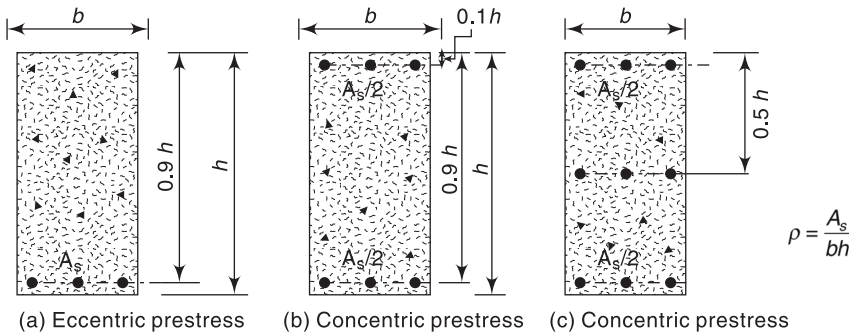 b
b
0.1h
b
A_s/2
A_s/2
0.9 h
h
0.9 h
h
0.5 h
ρ = A_s/bh
A_s
A_s/2
A_s/2
(a) Eccentric prestress
(b) Concentric prestress
(c) Concentric prestress